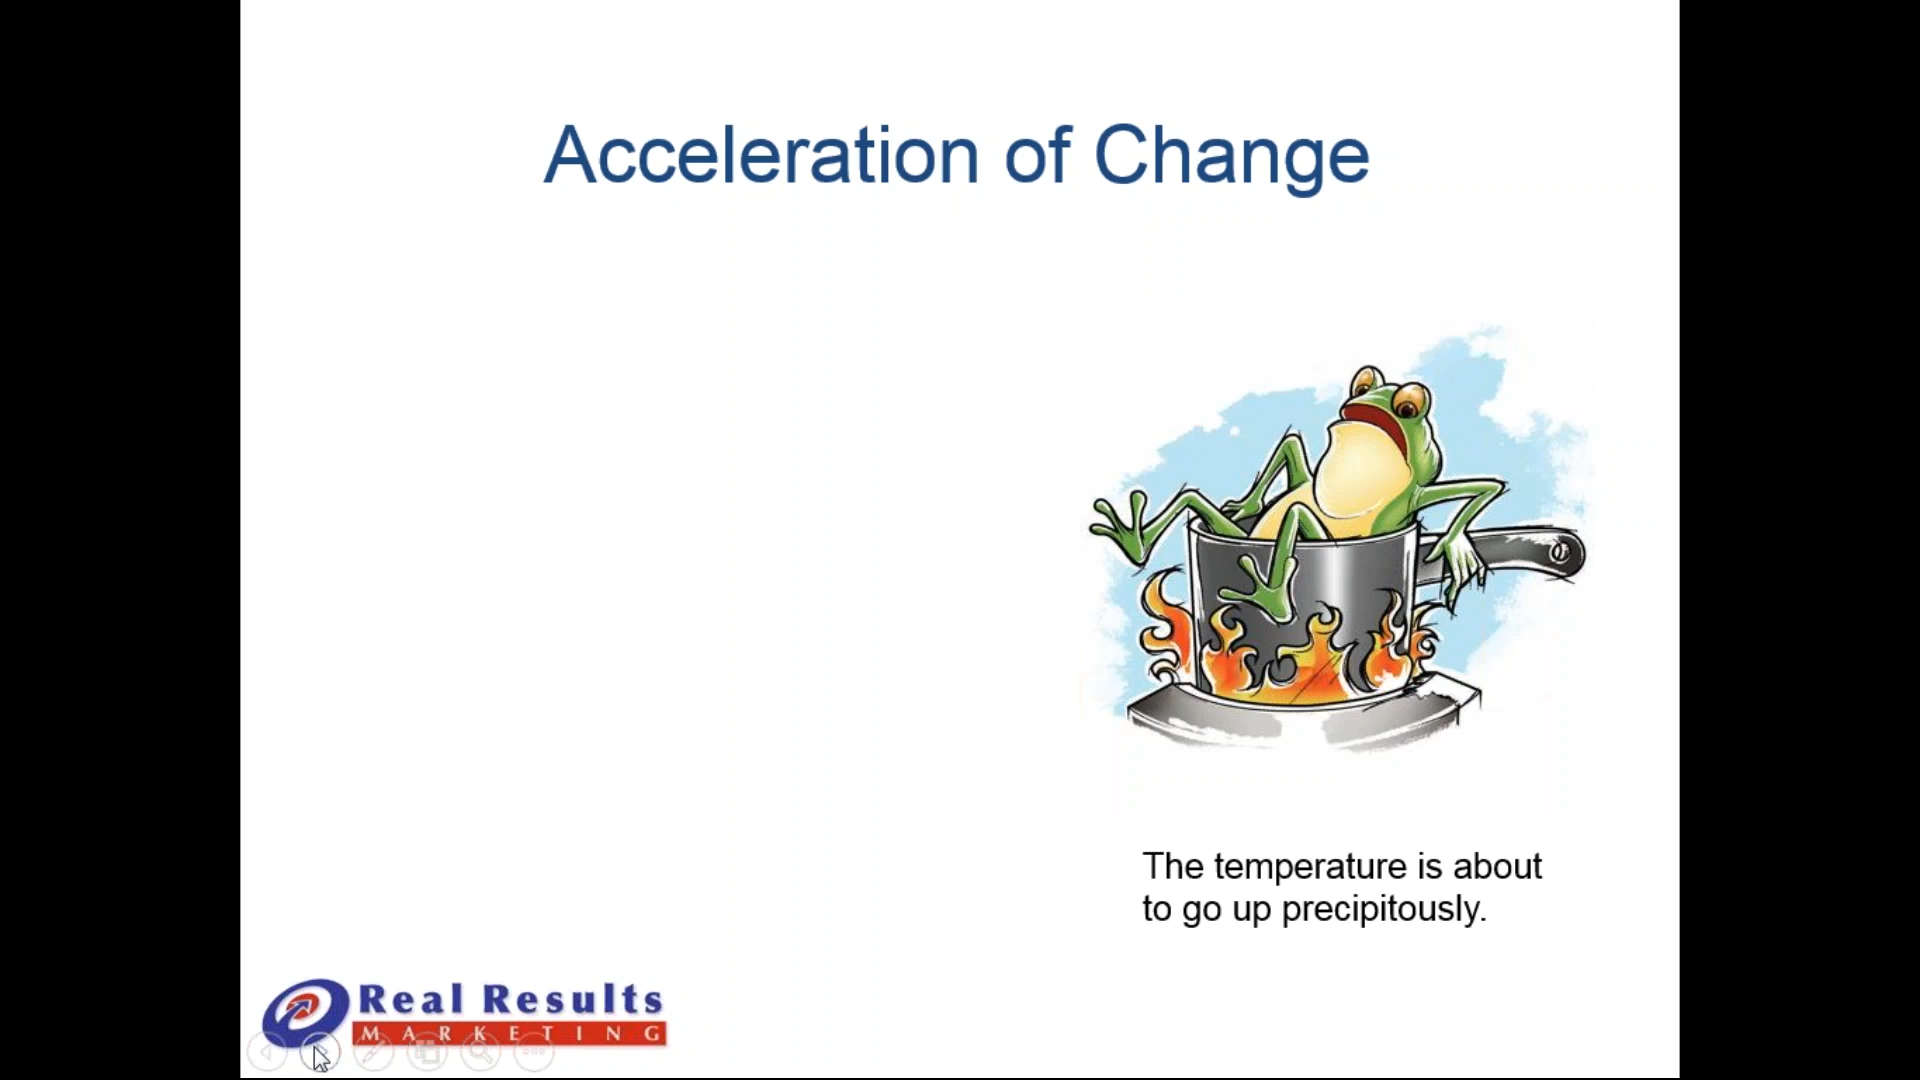 Acceleration of Change
The temperature is about
to go up precipitously.
Real Results
MARKETING